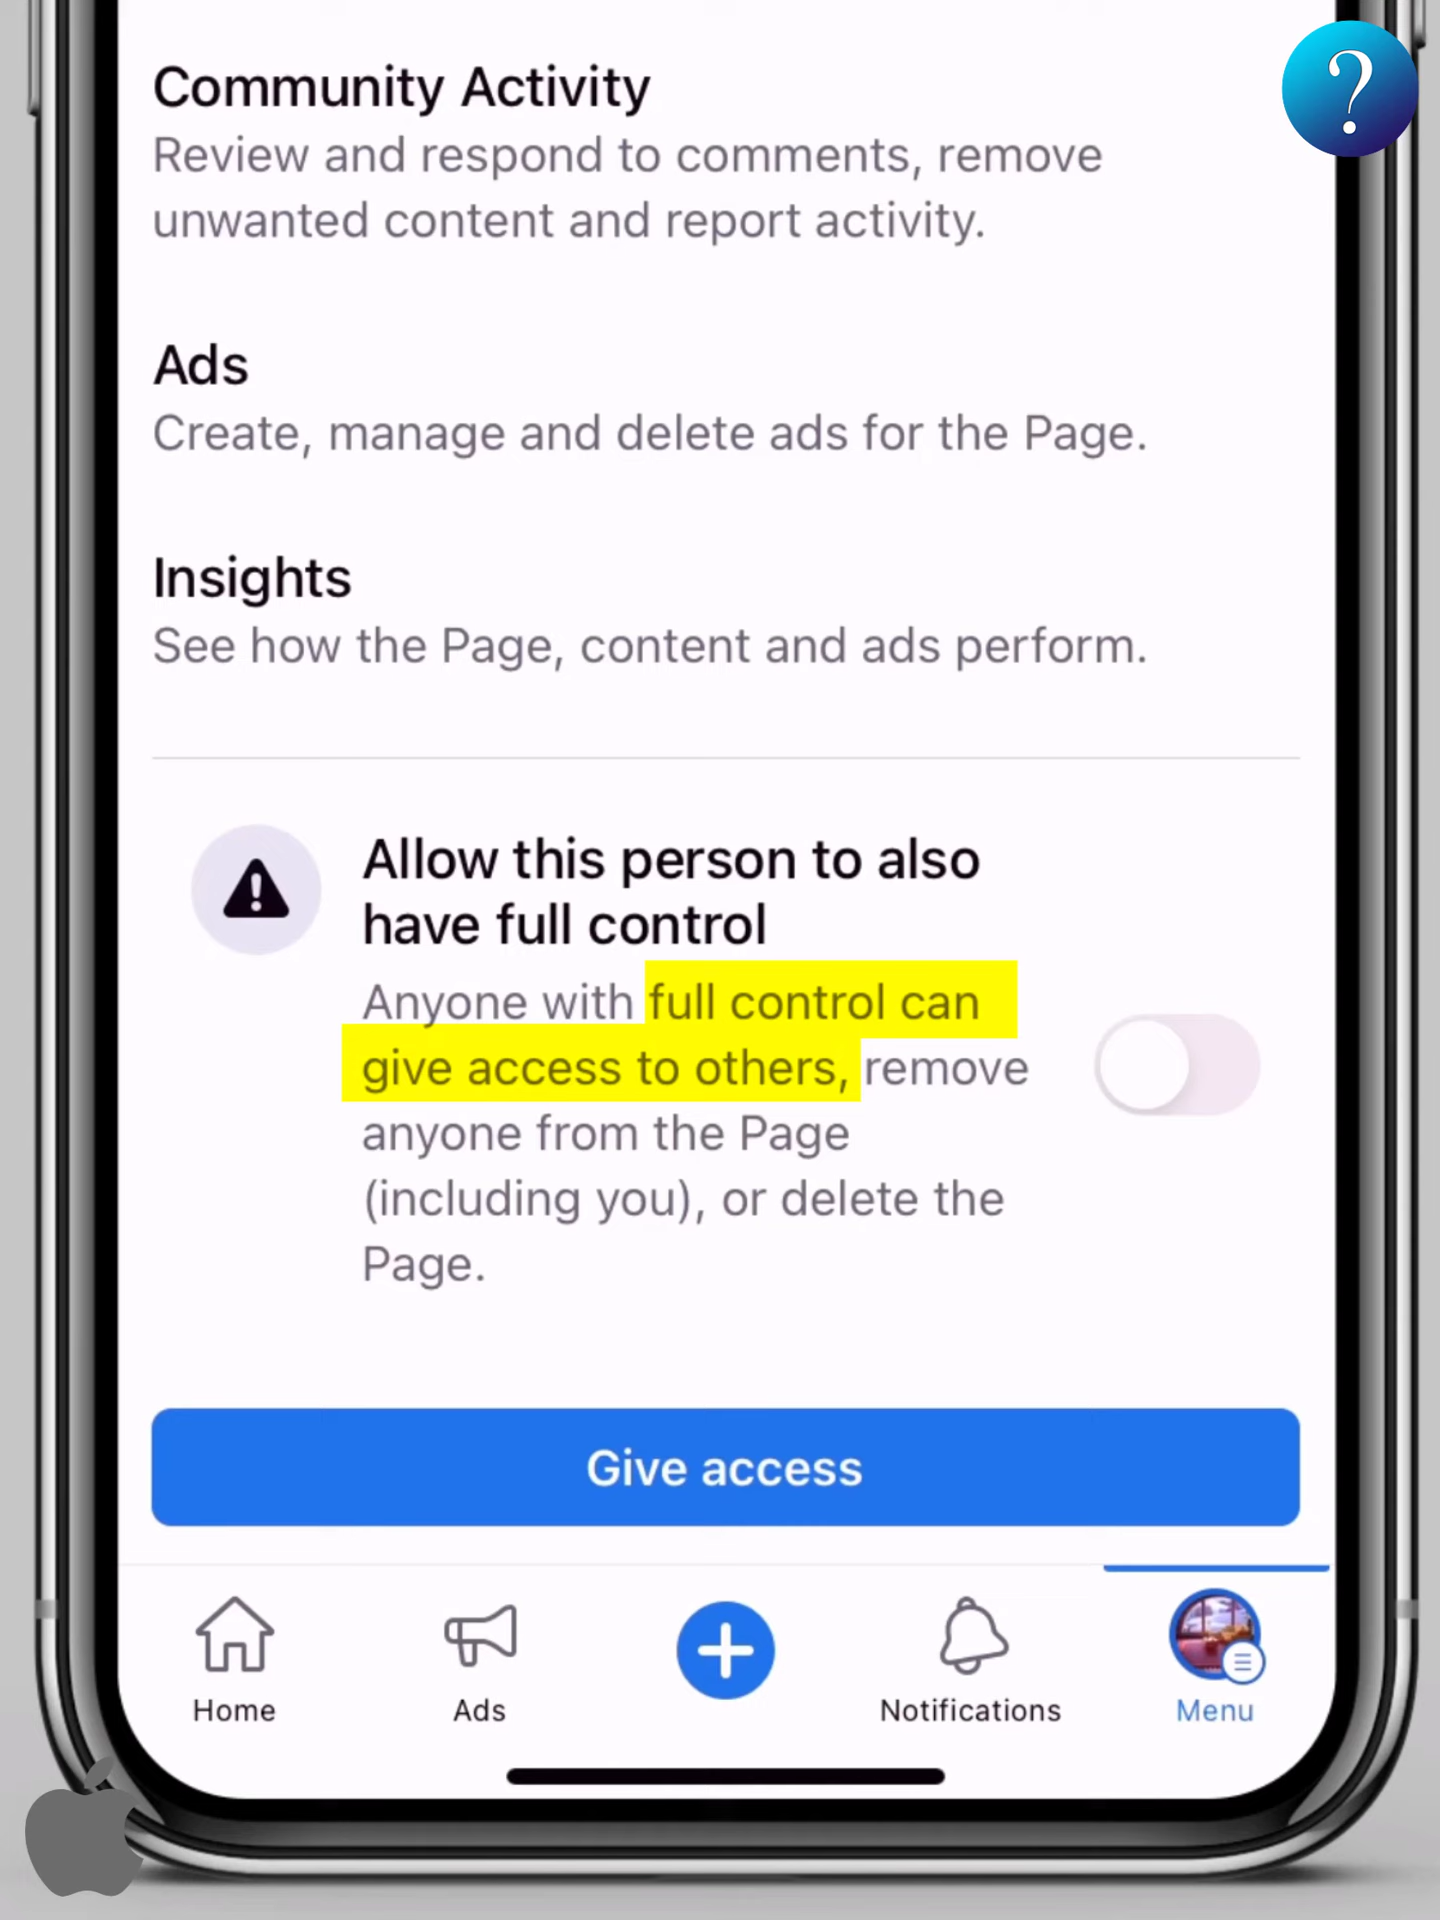 ?
Community Activity
Review and respond to comments, remove
unwanted content and report activity.
Ads
Create, manage and delete ads for the Page.
Insights
See how the Page, content and ads perform.
Allow this person to also
have full control
Anyone with full control can
give access to others, remove
anyone from the Page
(including you), or delete the
Page.
Give access
Home
Ads
Notifications
Menu